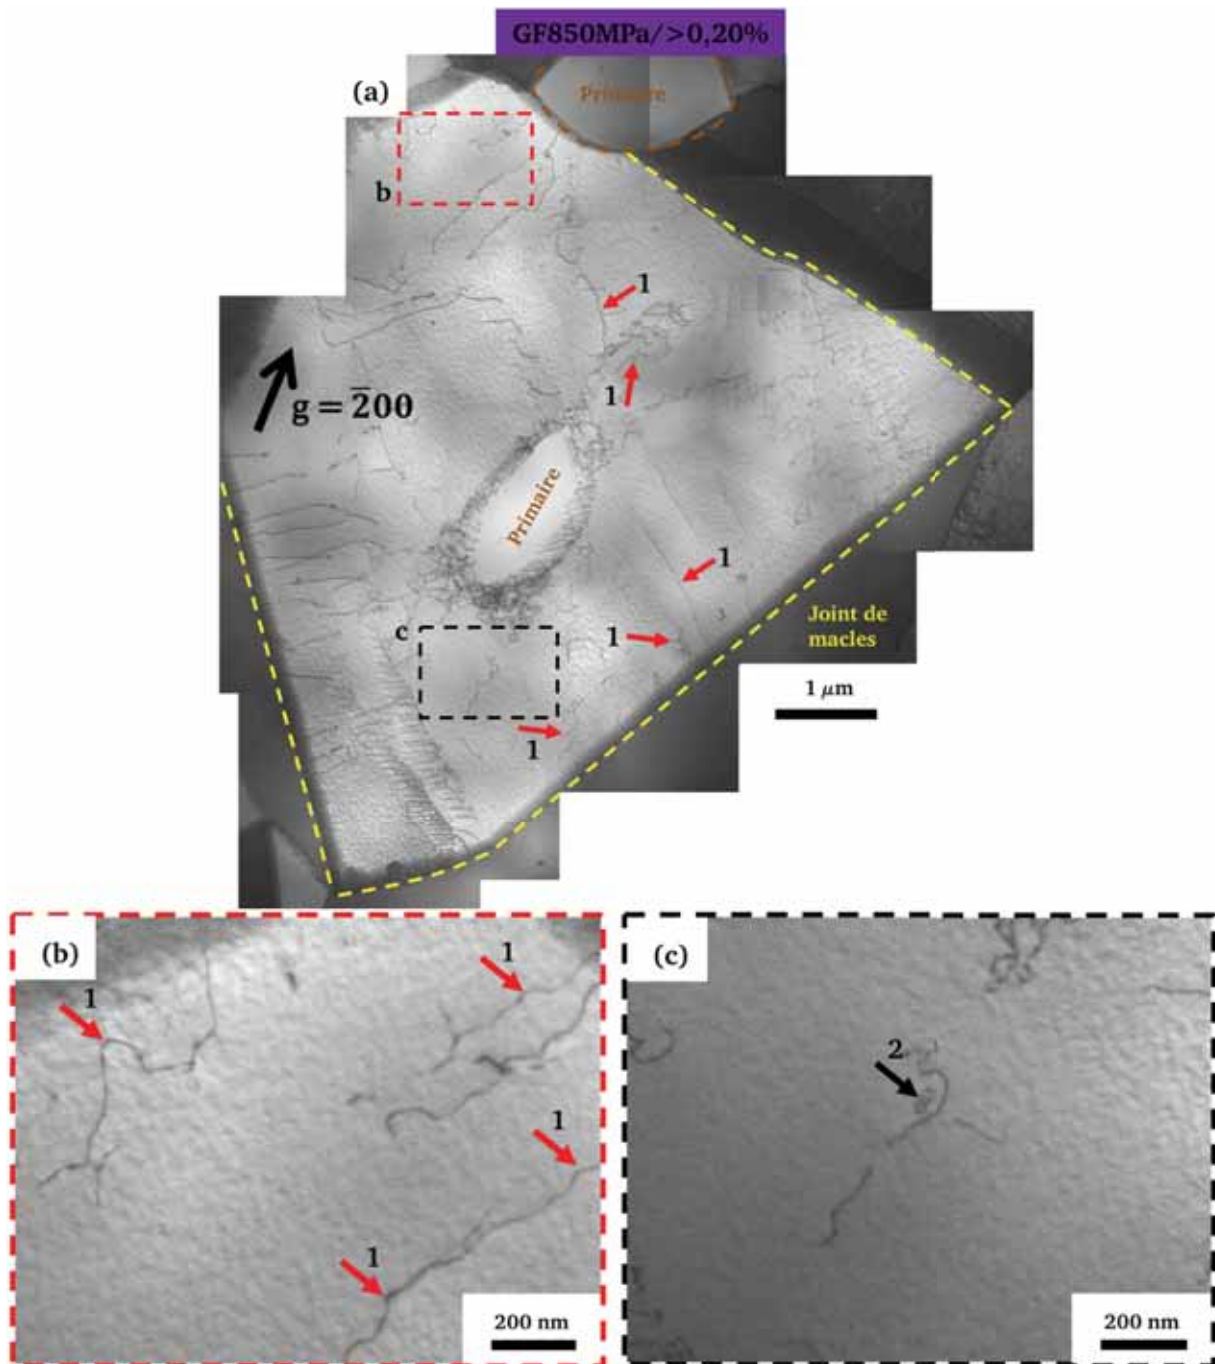 GF850MPa/>0,20%
(a)
Primaire
b
1
1
g = 2̅00
Primaire
1
c
1
Joint de
macles
1 μm
1
(b)
1
1
1
1
200 nm
(c)
2
200 nm